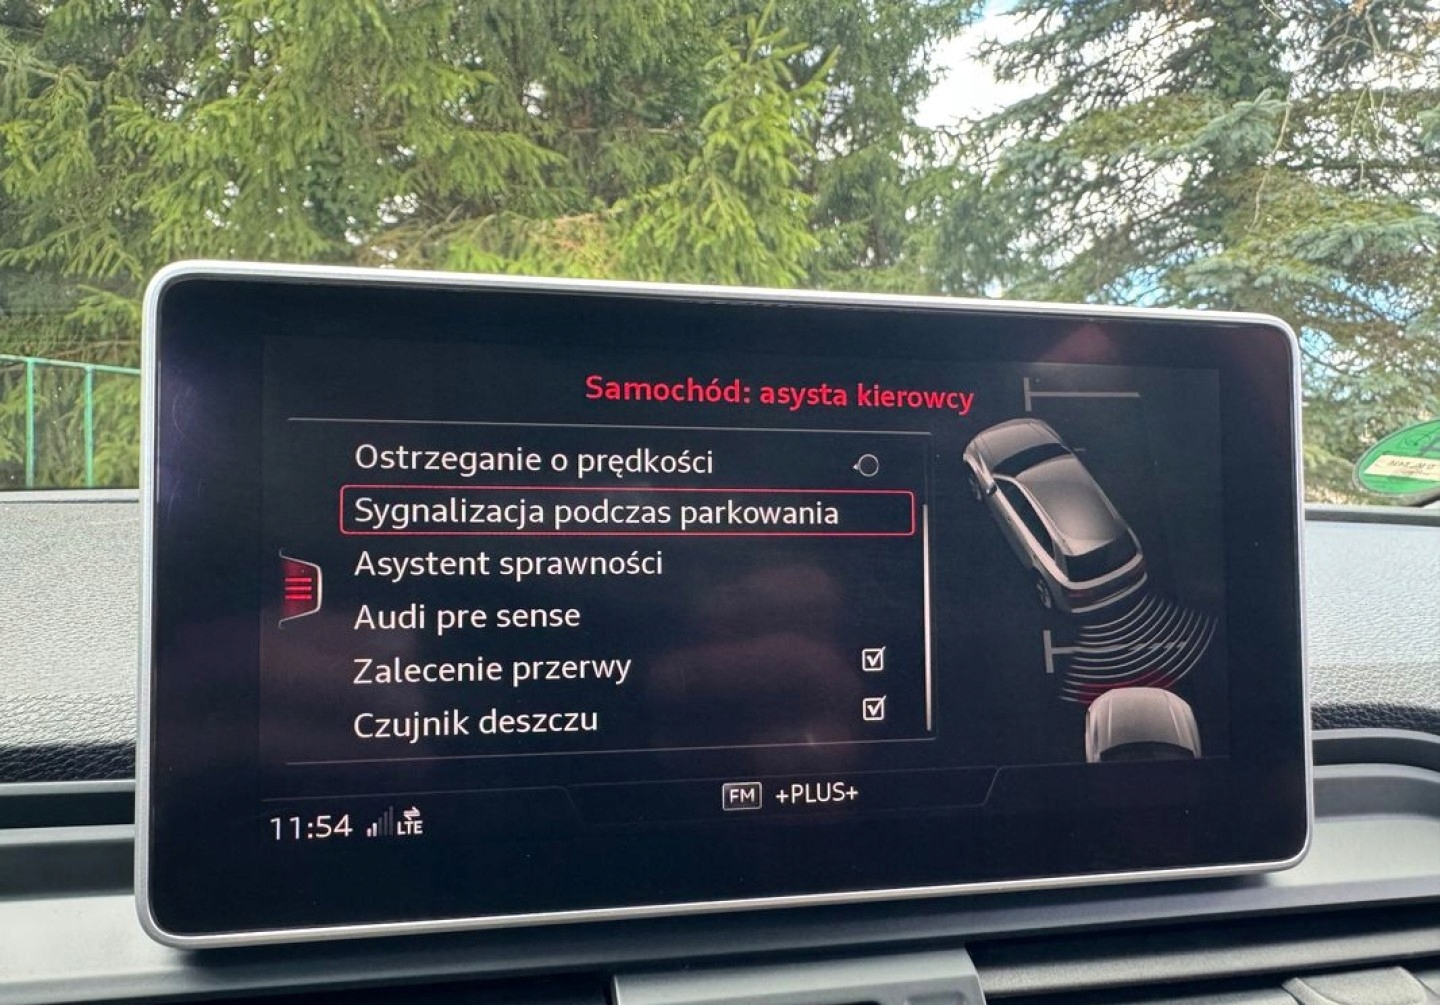 Samochód: asysta kierowcy
Ostrzeganie o prędkości
Sygnalizacja podczas parkowania
Asystent sprawności
Audi pre sense
Zalecenie przerwy
Czujnik deszczu
FM +PLUS+
11:54 LTE